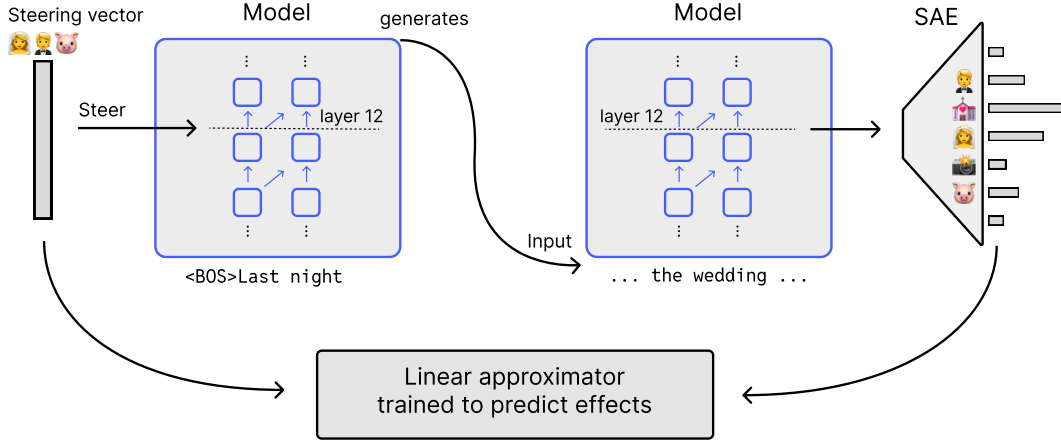 Steering vector
Model
generates
Model
SAE
Steer
layer 12
layer 12
Input
<BOS>Last night
... the wedding ...
Linear approximator
trained to predict effects